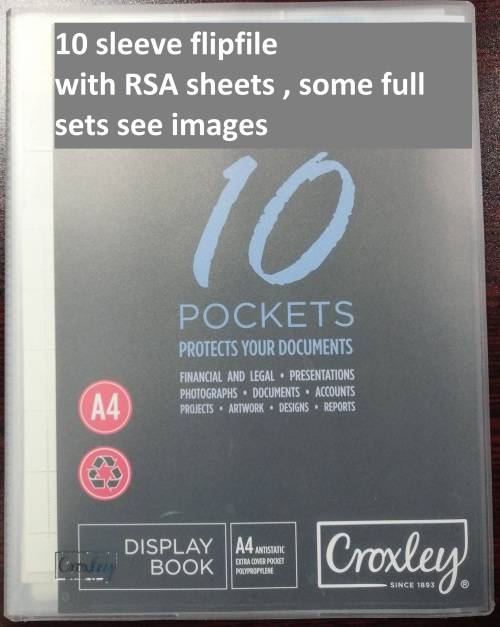 10 sleeve flipfile
with RSA sheets , some full
sets see images
10
POCKETS
PROTECTS YOUR DOCUMENTS
FINANCIAL AND LEGAL • PRESENTATIONS
PHOTOGRAPHS • DOCUMENTS • ACCOUNTS
PROJECTS • ARTWORK • DESIGNS • REPORTS
A4
DISPLAY
BOOK
A4 ANTISTATIC
EXTRA COVER POCKET
POLYPROPYLENE
Croxley
SINCE 1893
®
Croxley